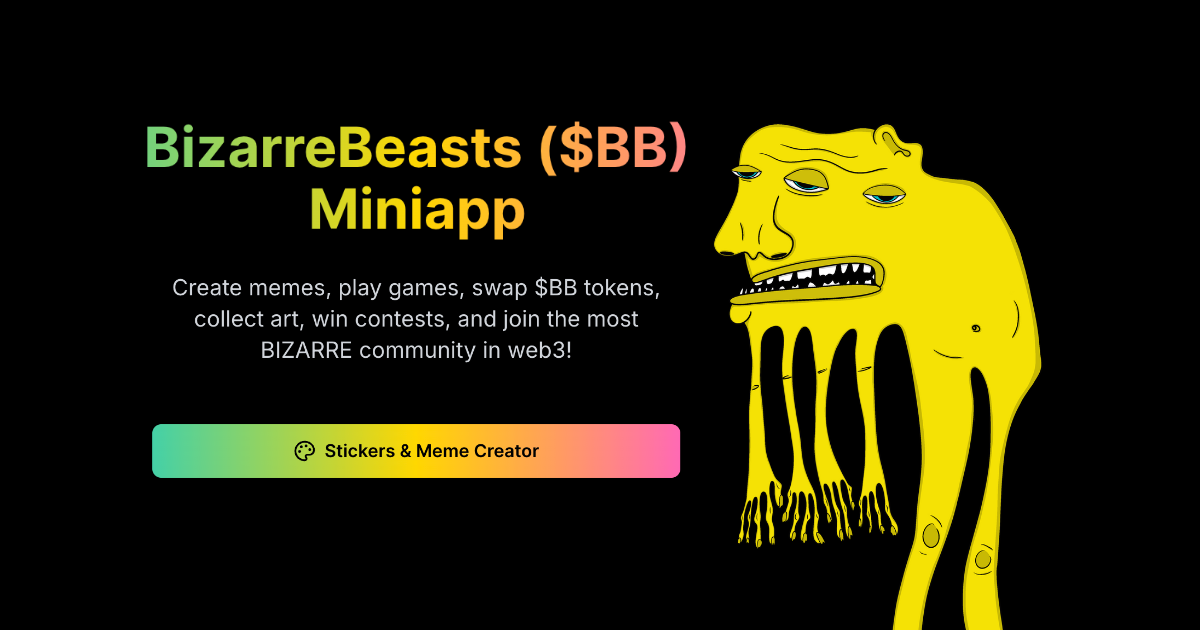 BizarreBeasts ($BB)
Miniapp
Create memes, play games, swap $BB tokens,
collect art, win contests, and join the most
BIZARRE community in web3!
Stickers & Meme Creator